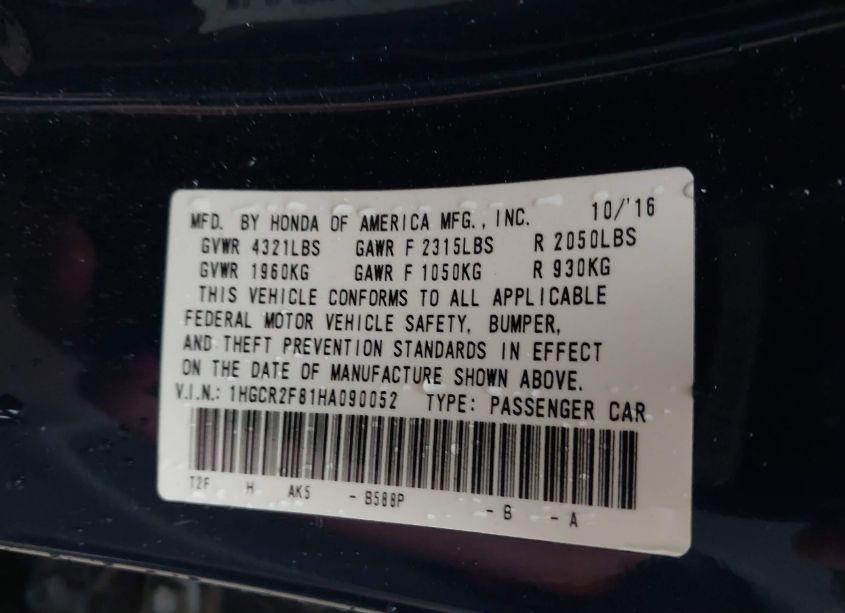 MFD. BY HONDA OF AMERICA MFG., INC. 10/'16
GVWR 4321LBS GAWR F 2315LBS R 2050LBS
GVWR 1960KG GAWR F 1050KG R 930KG
THIS VEHICLE CONFORMS TO ALL APPLICABLE
FEDERAL MOTOR VEHICLE SAFETY, BUMPER,
AND THEFT PREVENTION STANDARDS IN EFFECT
ON THE DATE OF MANUFACTURE SHOWN ABOVE.
V.I.N.: 1HGCR2F81HA090052 TYPE: PASSENGER CAR
T2F H AK5 - B588P - B - A